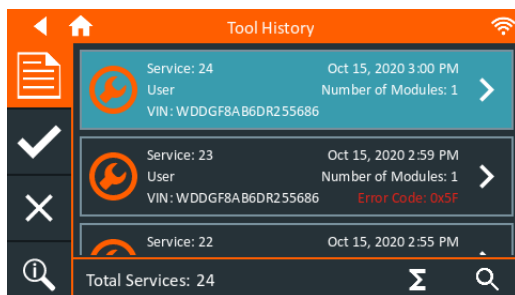 Tool History
Service: 24 Oct 15, 2020 3:00 PM
User Number of Modules: 1
VIN: WDDGF8AB6DR255686
Service: 23 Oct 15, 2020 2:59 PM
User Number of Modules: 1
VIN: WDDGF8AB6DR255686 Error Code: 0x5F
Service: 22 Oct 15, 2020 2:55 PM
Total Services: 24 Σ